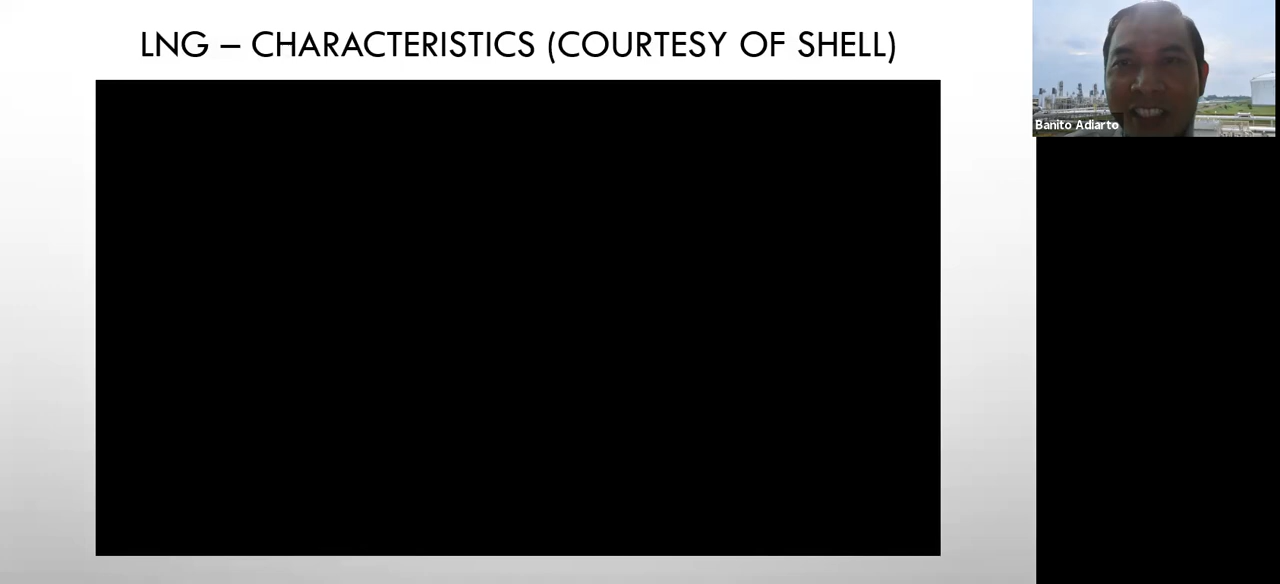 LNG – CHARACTERISTICS (COURTESY OF SHELL)
Banito Adiarto